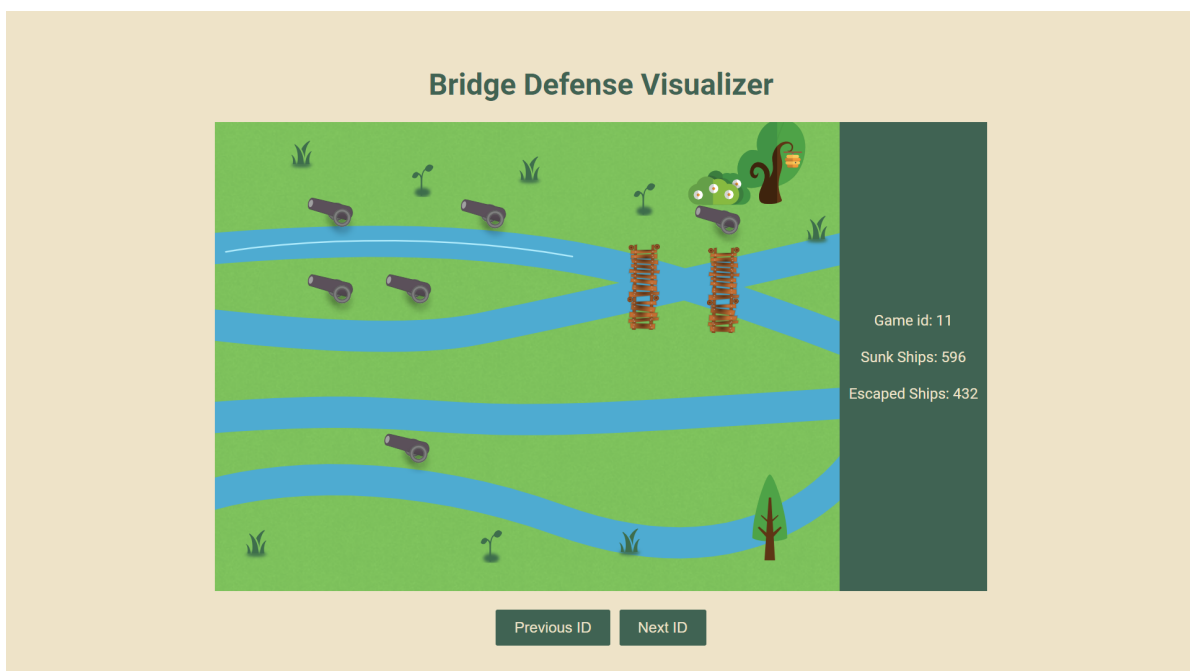 Bridge Defense Visualizer
Game id: 11
Sunk Ships: 596
Escaped Ships: 432
Previous ID
Next ID